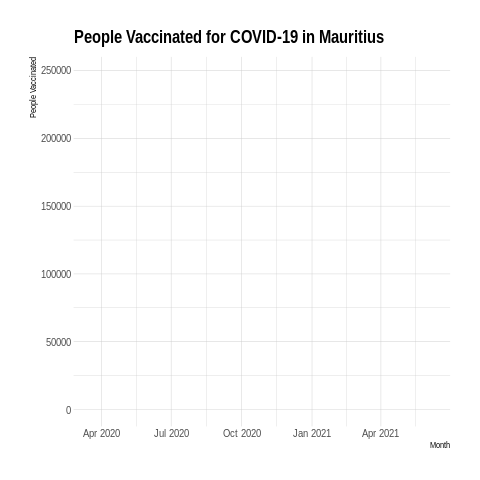 People Vaccinated for COVID-19 in Mauritius
People Vaccinated
250000
200000
150000
100000
50000
0
Apr 2020 Jul 2020 Oct 2020 Jan 2021 Apr 2021
Month